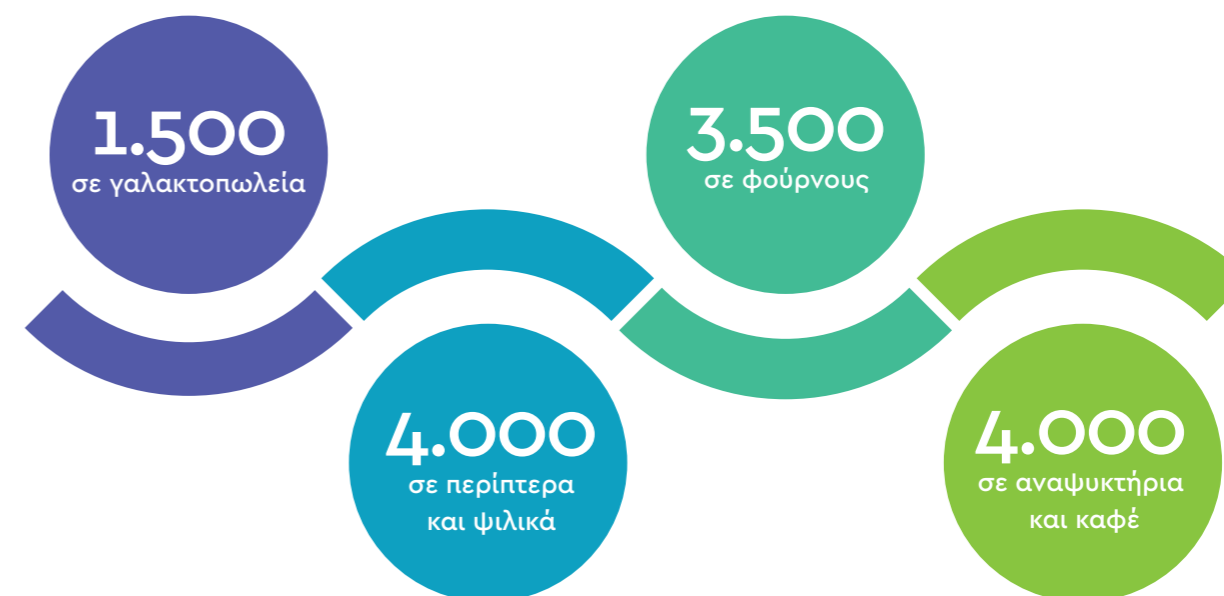 1.500
σε γαλακτοπωλεία
4.000
σε περίπτερα
και ψιλικά
3.500
σε φούρνους
4.000
σε αναψυκτήρια
και καφέ